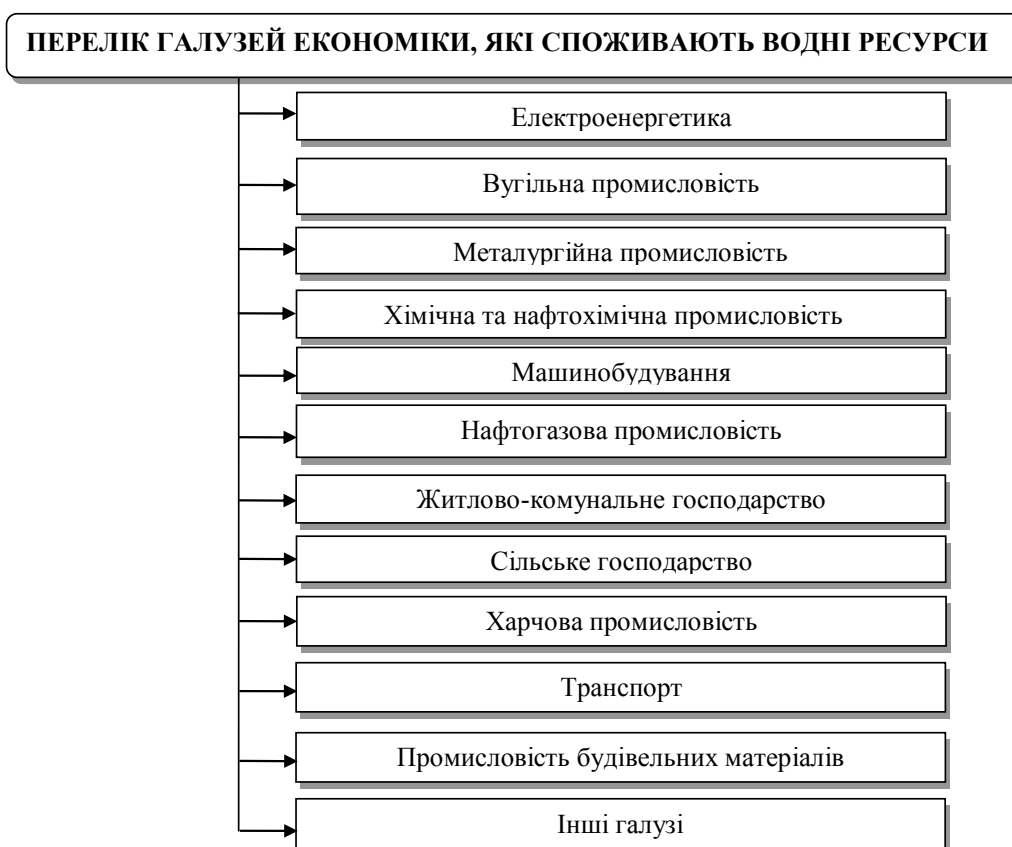 ПЕРЕЛІК ГАЛУЗЕЙ ЕКОНОМІКИ, ЯКІ СПОЖИВАЮТЬ ВОДНІ РЕСУРСИ
Електроенергетика
Вугільна промисловість
Металургійна промисловість
Хімічна та нафтохімічна промисловість
Машинобудування
Нафтогазова промисловість
Житлово-комунальне господарство
Сільське господарство
Харчова промисловість
Транспорт
Промисловість будівельних матеріалів
Інші галузі